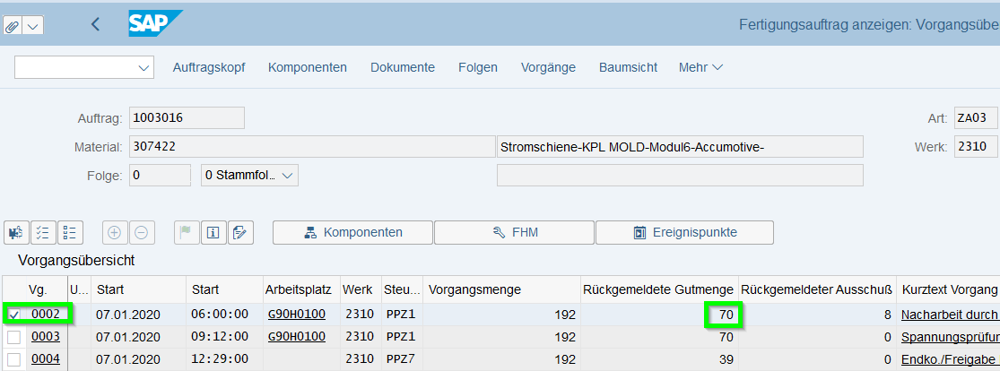 SAP Fertigungsauftrag anzeigen: Vorgangsübe
Auftragskopf Komponenten Dokumente Folgen Vorgänge Baumsicht Mehr
Auftrag: 1003016 Art: ZA03
Material: 307422 Stromschiene-KPL MOLD-Modul6-Accumotive- Werk: 2310
Folge: 0 0 Stammfol...
Komponenten FHM Ereignispunkte
Vorgangsübersicht
Vg. U... Start Start Arbeitsplatz Werk Steu... Vorgangsmenge Rückgemeldete Gutmenge Rückgemeldeter Ausschuß Kurztext Vorgang
0002 07.01.2020 06:00:00 G90H0100 2310 PPZ1 192 70 8 Nacharbeit durch
0003 07.01.2020 09:12:00 G90H0100 2310 PPZ1 192 70 0 Spannungsprüfun
0004 07.01.2020 12:29:00 2310 PPZ7 192 39 0 Endko./Freigabe